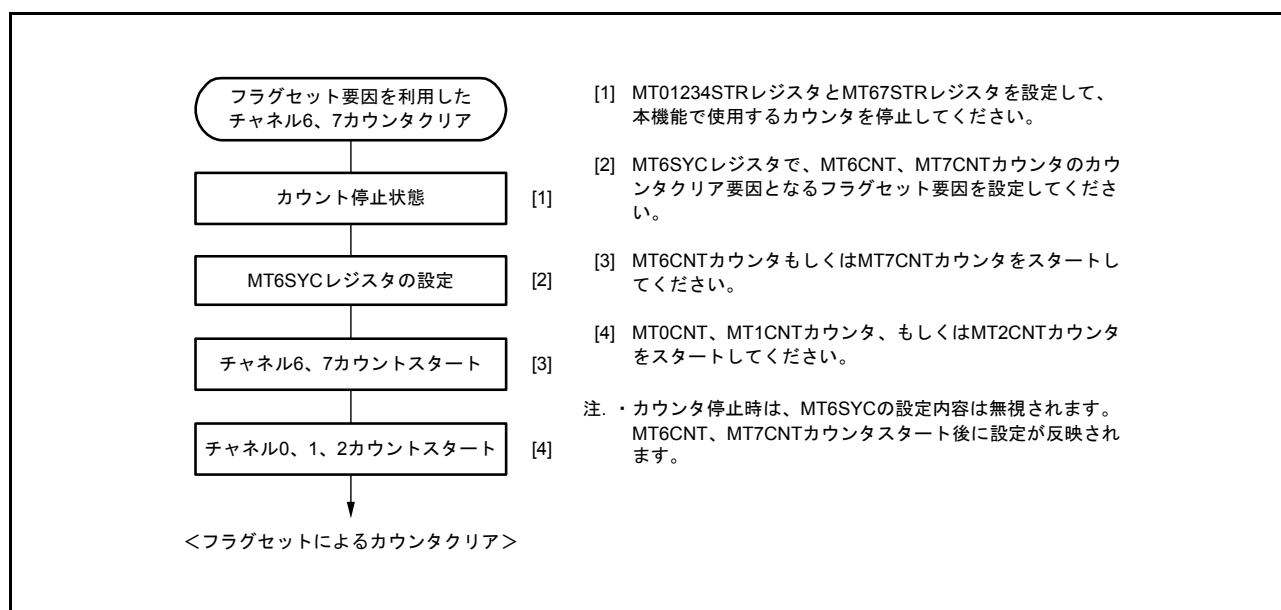 フラグセット要因を利用した
チャネル6、7カウンタクリア
カウント停止状態 [1]
MT6SYCレジスタの設定 [2]
チャネル6、7カウントスタート [3]
チャネル0、1、2カウントスタート [4]
＜フラグセットによるカウンタクリア＞
[1] MT01234STRレジスタとMT67STRレジスタを設定して、
本機能で使用するカウンタを停止してください。
[2] MT6SYCレジスタで、MT6CNT、MT7CNTカウンタのカウ
ンタクリア要因となるフラグセット要因を設定してくださ
い。
[3] MT6CNTカウンタもしくはMT7CNTカウンタをスタートし
てください。
[4] MT0CNT、MT1CNTカウンタ、もしくはMT2CNTカウンタ
をスタートしてください。
注. ・カウンタ停止時は、MT6SYCの設定内容は無視されます。
MT6CNT、MT7CNTカウンタスタート後に設定が反映され
ます。